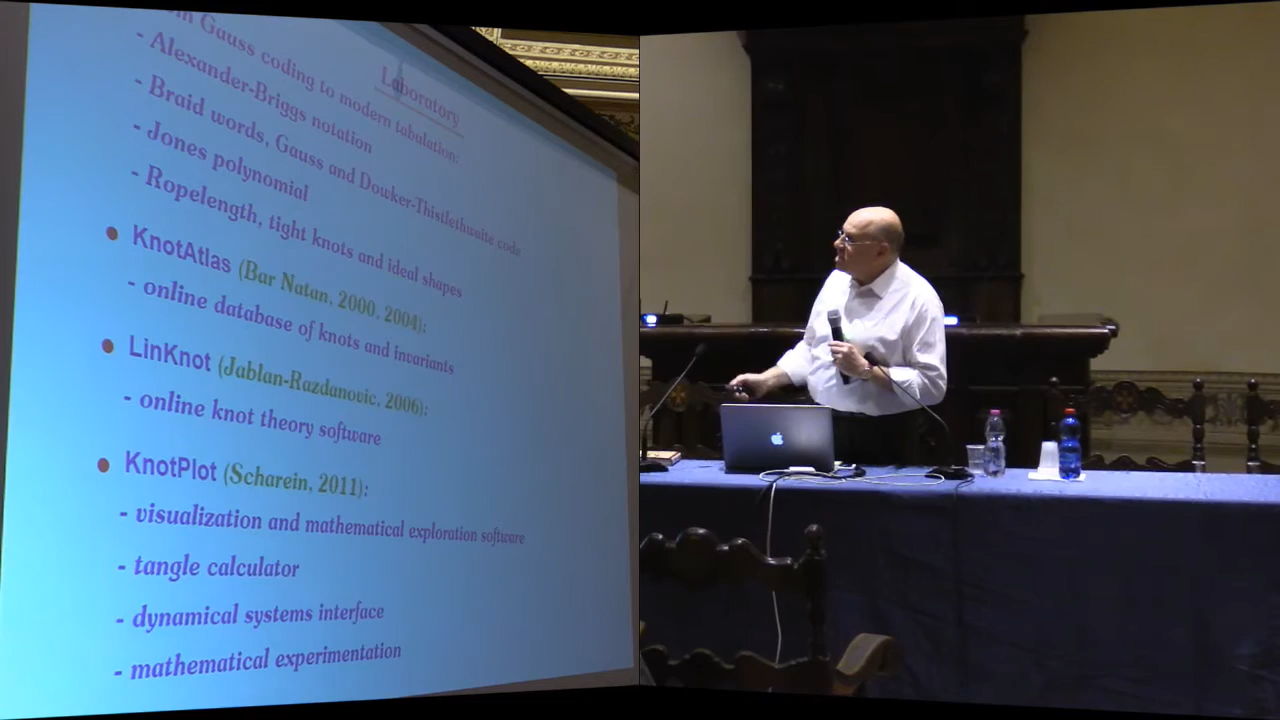 Laboratory
Gauss coding to modern tabulation:
- Alexander-Briggs notation
- Braid words, Gauss and Dowker-Thistlethwaite code
- Jones polynomial
- Ropelength, tight knots and ideal shapes
• KnotAtlas (Bar Natan, 2000, 2004):
- online database of knots and invariants
• LinKnot (Jablan-Razdanovic, 2006):
- online knot theory software
• KnotPlot (Scharein, 2011):
- visualization and mathematical exploration software
- tangle calculator
- dynamical systems interface
- mathematical experimentation